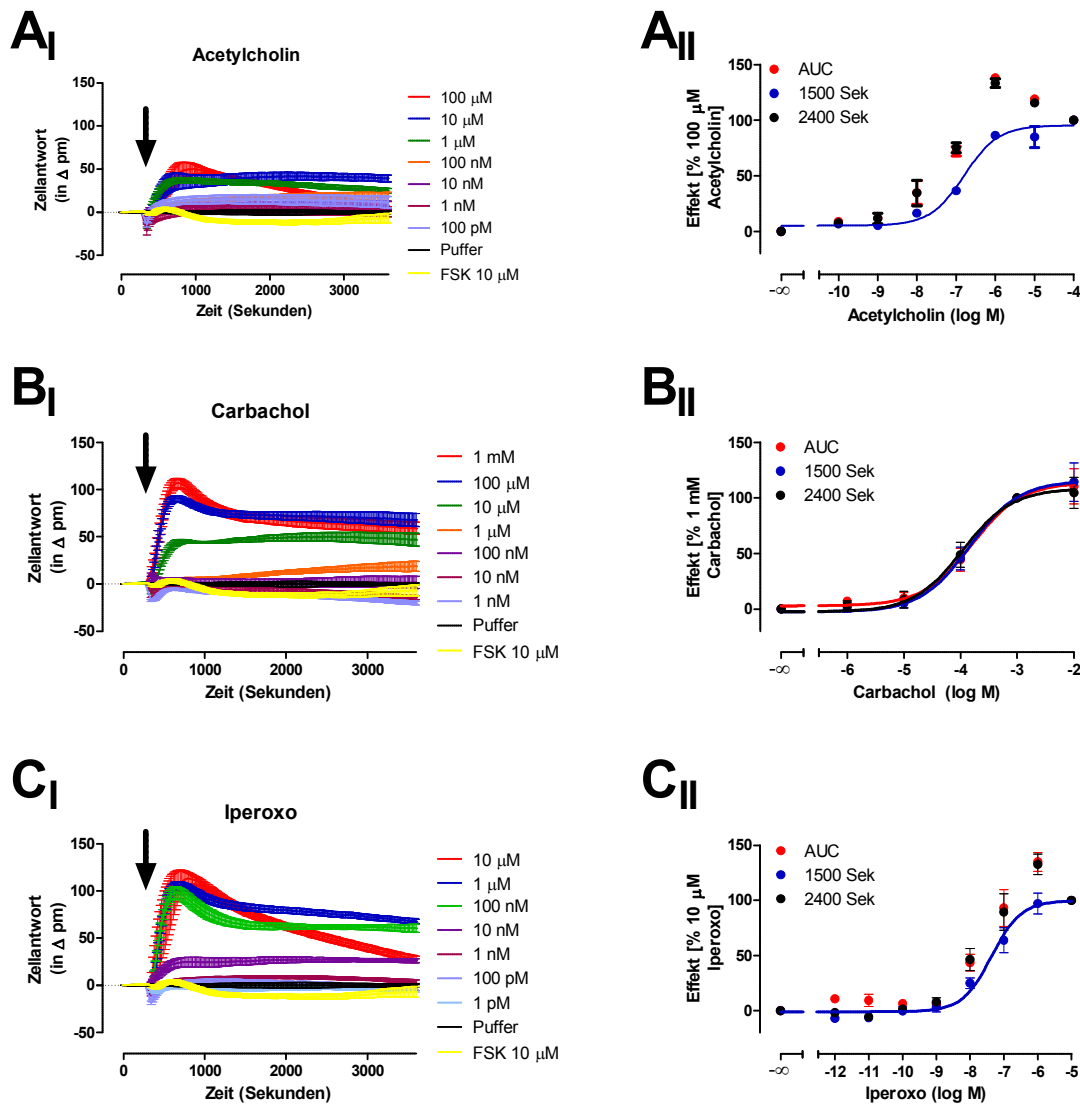 AI
Acetylcholin
150
100
50
0
-50
Zellantwort
(in Δ pm)
0 1000 2000 3000
Zeit (Sekunden)
100 µM
10 µM
1 µM
100 nM
10 nM
1 nM
100 pM
Puffer
FSK 10 µM
AII
150
100
50
0
Effekt [% 100 µM
Acetylcholin]
AUC
1500 Sek
2400 Sek
-∞ -10 -9 -8 -7 -6 -5 -4
Acetylcholin (log M)
BI
Carbachol
150
100
50
0
-50
Zellantwort
(in Δ pm)
0 1000 2000 3000
Zeit (Sekunden)
1 mM
100 µM
10 µM
1 µM
100 nM
10 nM
1 nM
Puffer
FSK 10 µM
BII
150
100
50
0
Effekt [% 1 mM
Carbachol]
AUC
1500 Sek
2400 Sek
-∞ -6 -5 -4 -3 -2
Carbachol (log M)
CI
Iperoxo
150
100
50
0
-50
Zellantwort
(in Δ pm)
0 1000 2000 3000
Zeit (Sekunden)
10 µM
1 µM
100 nM
10 nM
1 nM
100 pM
1 pM
Puffer
FSK 10 µM
CII
150
100
50
0
Effekt [% 10 µM
Iperoxo]
AUC
1500 Sek
2400 Sek
-∞ -12 -11 -10 -9 -8 -7 -6 -5
Iperoxo (log M)